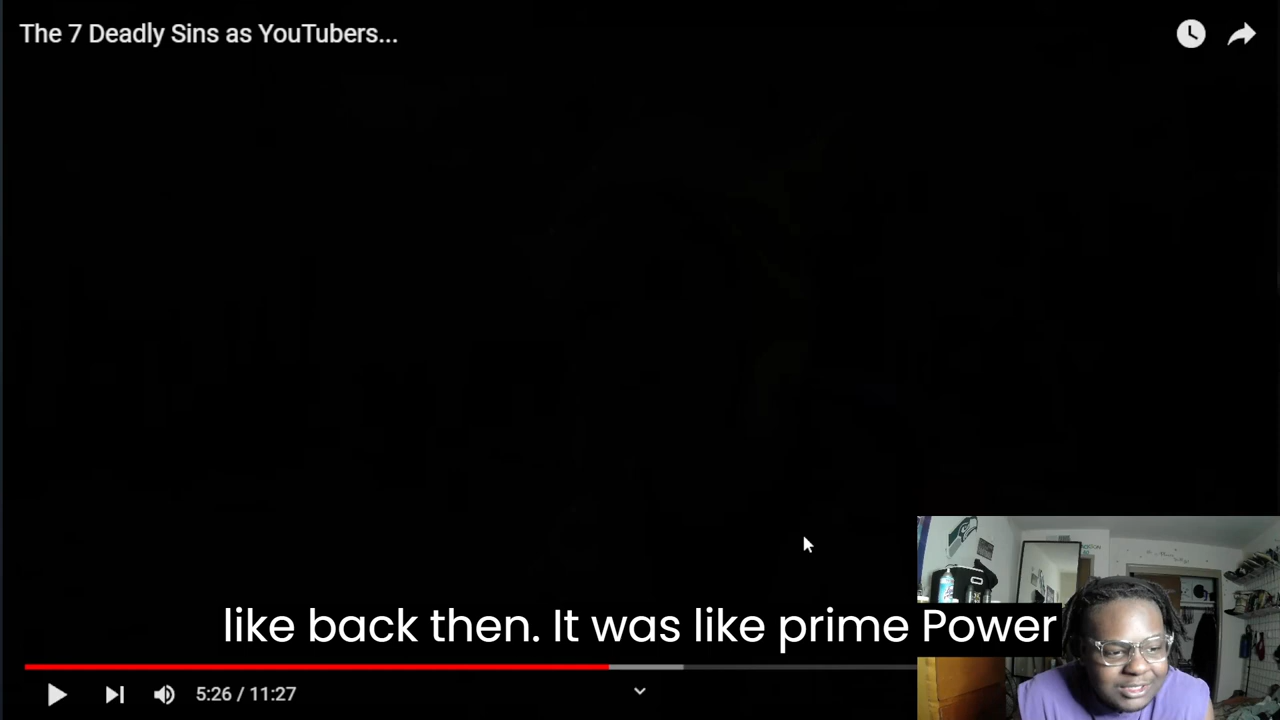 The 7 Deadly Sins as YouTubers...
like back then. It was like prime Power
5:26 / 11:27